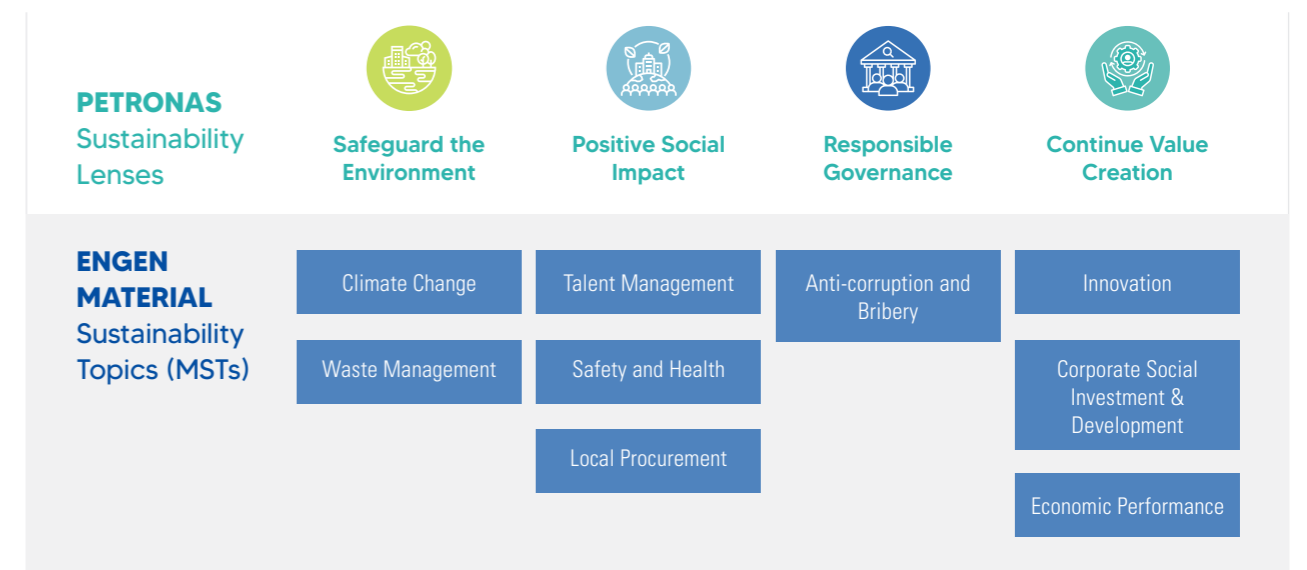 PETRONAS
Sustainability
Lenses
Safeguard the
Environment
Positive Social
Impact
Responsible
Governance
Continue Value
Creation
ENGEN
MATERIAL
Sustainability
Topics (MSTs)
Climate Change
Waste Management
Talent Management
Safety and Health
Local Procurement
Anti-corruption and
Bribery
Innovation
Corporate Social
Investment &
Development
Economic Performance